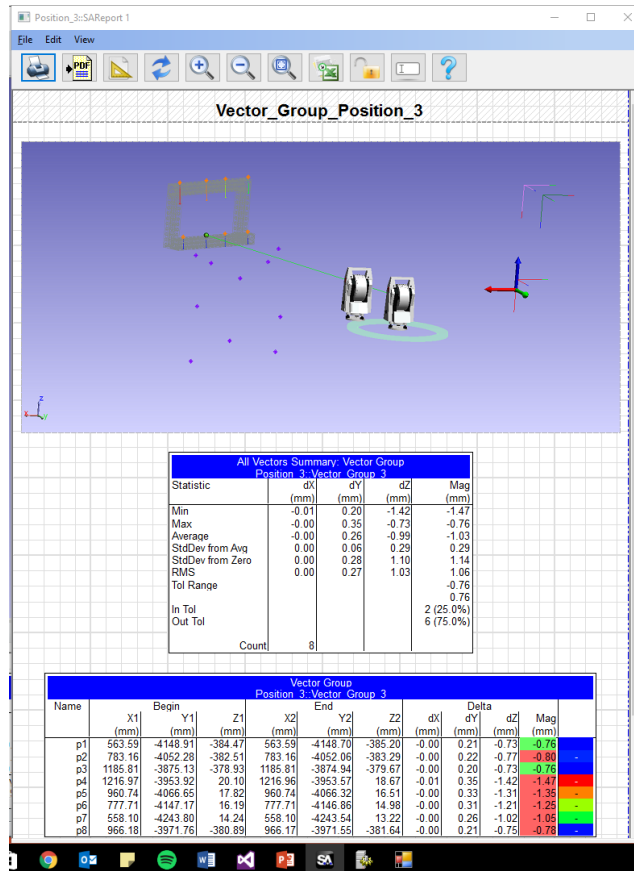 Position_3::SAReport 1
File Edit View
PDF
Vector_Group_Position_3
z
x
All Vectors Summary: Vector Group
Position 3::Vector Group 3
Statistic dX dY dZ Mag
(mm) (mm) (mm) (mm)
Min -0.01 0.20 -1.42 -1.47
Max -0.00 0.35 -0.73 -0.76
Average -0.00 0.26 -0.99 -1.03
StdDev from Avg 0.00 0.06 0.29 0.29
StdDev from Zero 0.00 0.28 1.10 1.14
RMS 0.00 0.27 1.03 1.06
Tol Range -0.76
0.76
In Tol 2 (25.0%)
Out Tol 6 (75.0%)
Count 8
Vector Group
Position 3::Vector Group 3
Name Begin End Delta
X1 Y1 Z1 X2 Y2 Z2 dX dY dZ Mag
(mm) (mm) (mm) (mm) (mm) (mm) (mm) (mm) (mm) (mm)
p1 563.59 -4148.91 -384.47 563.59 -4148.70 -385.20 -0.00 0.21 -0.73 -0.76
p2 783.16 -4052.28 -382.51 783.16 -4052.06 -383.29 -0.00 0.22 -0.77 -0.80 -
p3 1185.81 -3875.13 -378.93 1185.81 -3874.94 -379.67 -0.00 0.20 -0.73 -0.76
p4 1216.97 -3953.92 20.10 1216.96 -3953.57 18.67 -0.01 0.35 -1.42 -1.47 -
p5 960.74 -4066.65 17.82 960.74 -4066.32 16.51 -0.00 0.33 -1.31 -1.35 -
p6 777.71 -4147.17 16.19 777.71 -4146.86 14.98 -0.00 0.31 -1.21 -1.25 -
p7 558.10 -4243.80 14.24 558.10 -4243.54 13.22 -0.00 0.26 -1.02 -1.05 -
p8 966.18 -3971.76 -380.89 966.17 -3971.55 -381.64 -0.00 0.21 -0.75 -0.78 -
SA